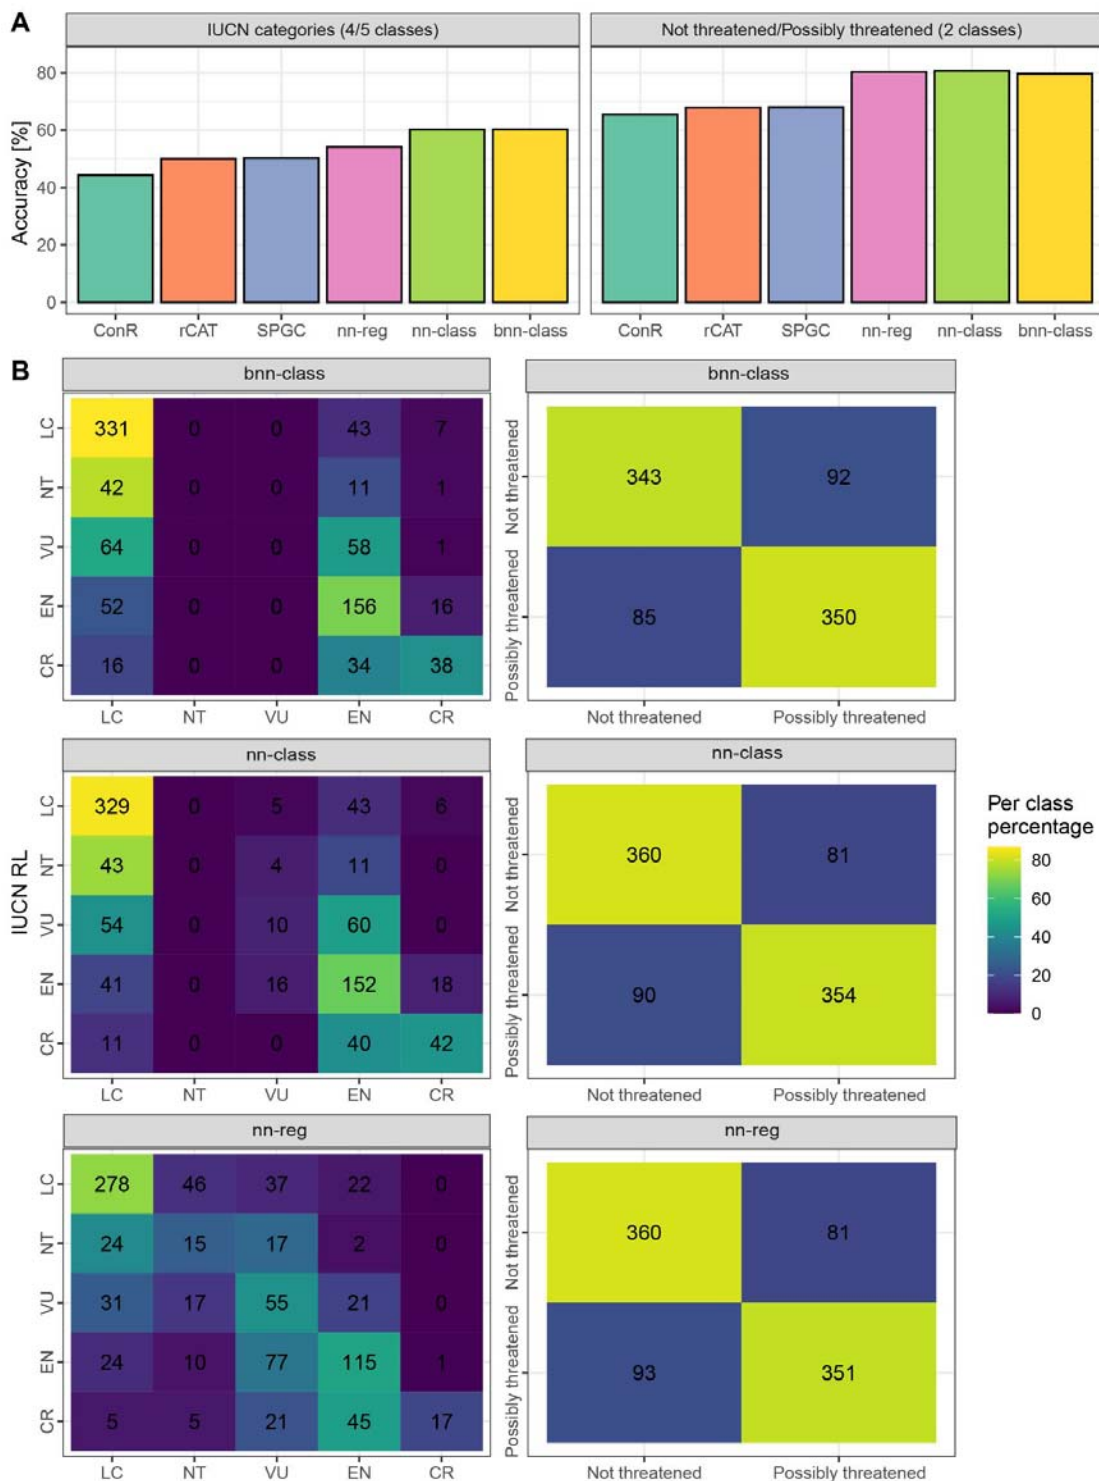 A
IUCN categories (4/5 classes)
Not threatened/Possibly threatened (2 classes)
Accuracy [%]
80
60
40
20
0
ConR rCAT SPGC nn-reg nn-class bnn-class
ConR rCAT SPGC nn-reg nn-class bnn-class
B
IUCN RL
bnn-class
LC 331 0 0 43 7
NT 42 0 0 11 1
VU 64 0 0 58 1
EN 52 0 0 156 16
CR 16 0 0 34 38
LC NT VU EN CR
bnn-class
Not threatened 343 92
Possibly threatened 85 350
Not threatened Possibly threatened
nn-class
LC 329 0 5 43 6
NT 43 0 4 11 0
VU 54 0 10 60 0
EN 41 0 16 152 18
CR 11 0 0 40 42
LC NT VU EN CR
nn-class
Not threatened 360 81
Possibly threatened 90 354
Not threatened Possibly threatened
Per class
percentage
80
60
40
20
0
nn-reg
LC 278 46 37 22 0
NT 24 15 17 2 0
VU 31 17 55 21 0
EN 24 10 77 115 1
CR 5 5 21 45 17
LC NT VU EN CR
nn-reg
Not threatened 360 81
Possibly threatened 93 351
Not threatened Possibly threatened